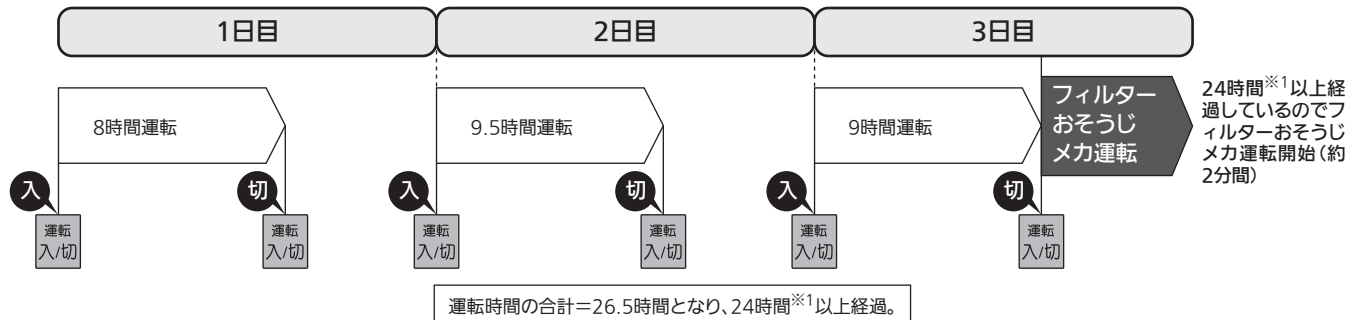 1日目
2日目
3日目
8時間運転
9.5時間運転
9時間運転
フィルター
おそうじ
メカ運転
24時間※1以上経
過しているのでフ
ィルターおそうじ
メカ運転開始(約
2分間)
入
切
入
切
入
切
運転
入/切
運転
入/切
運転
入/切
運転
入/切
運転
入/切
運転
入/切
運転時間の合計=26.5時間となり、24時間※1以上経過。